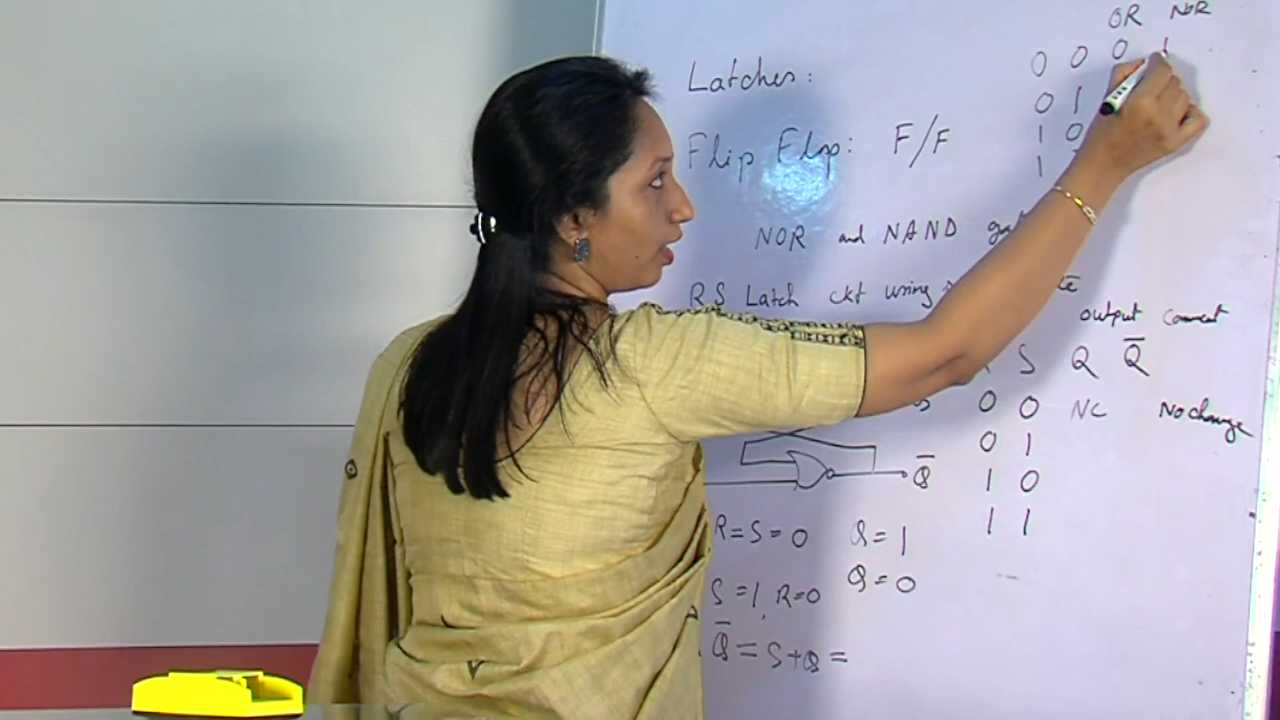 OR NOR
0 0 0 1
0 1
1 0
1
Latches:
Flip Flop: F/F
NOR and NAND
RS Latch ckt using
output Comment
S Q Q̅
0 0 NC No change
0 1
1 0
1 1
Q̅
R=S=0 Q=1
Q=0
S=1, R=0
Q̅ = S+Q =